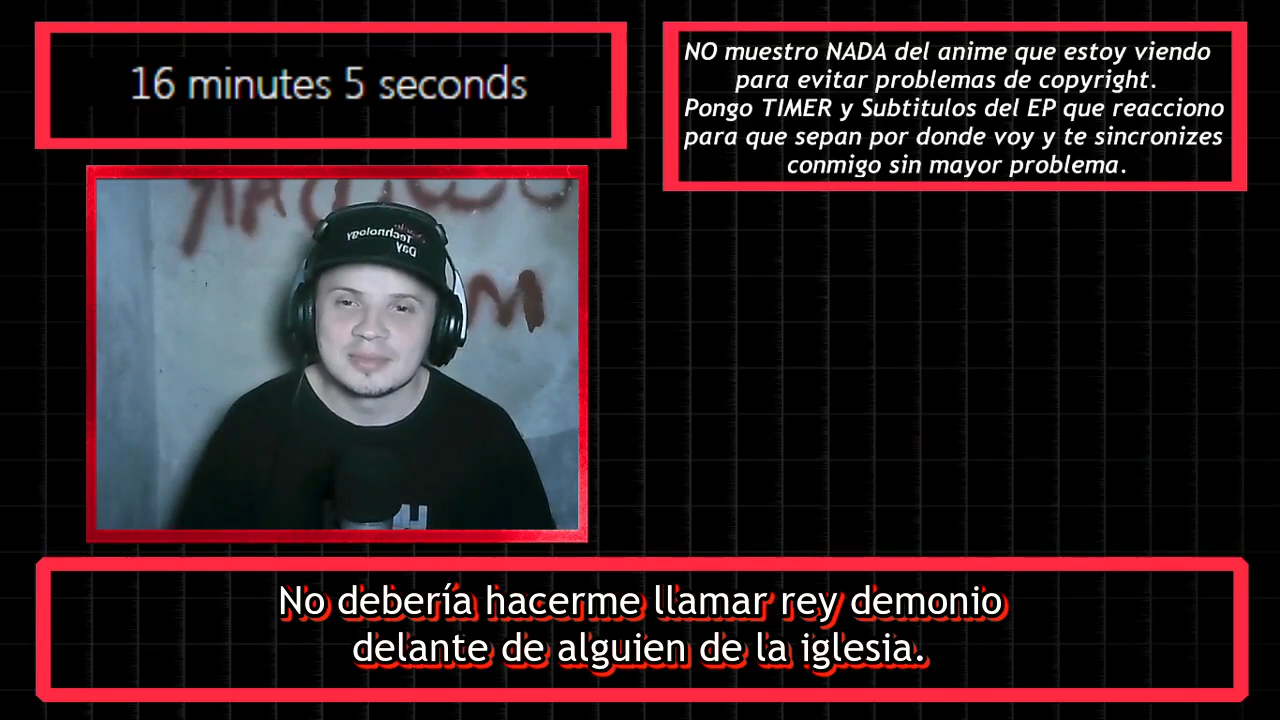 16 minutes 5 seconds
NO muestro NADA del anime que estoy viendo
para evitar problemas de copyright.
Pongo TIMER y Subtitulos del EP que reacciono
para que sepan por donde voy y te sincronizes
conmigo sin mayor problema.
Technology
Day
No debería hacerme llamar rey demonio
delante de alguien de la iglesia.